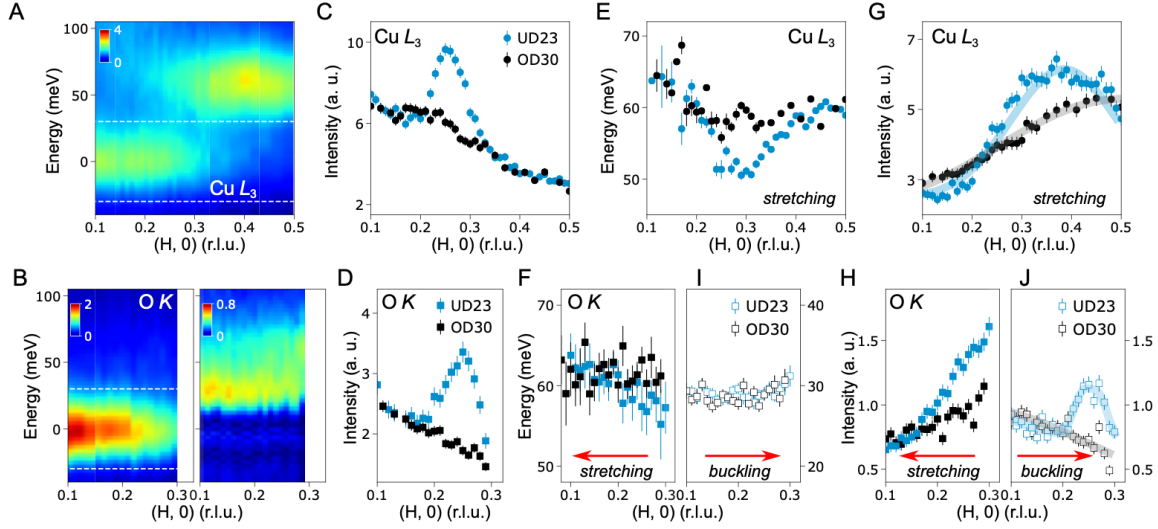 A
100
50
0
Energy (meV)
4
0
Cu L3
0.1 0.2 0.3 0.4 0.5
(H, 0) (r.l.u.)
C
Cu L3
UD23
OD30
10
6
2
Intensity (a. u.)
0.1 0.2 0.3 0.4 0.5
(H, 0) (r.l.u.)
E
Cu L3
70
60
50
Energy (meV)
stretching
0.1 0.2 0.3 0.4 0.5
(H, 0) (r.l.u.)
G
Cu L3
7
5
3
Intensity (a. u.)
stretching
0.1 0.2 0.3 0.4 0.5
(H, 0) (r.l.u.)
B
O K
100
50
0
Energy (meV)
2
0
0.8
0
0.1 0.2 0.3
0.1 0.2 0.3
(H, 0) (r.l.u.)
D
O K
UD23
OD30
4
3
2
Intensity (a. u.)
0.1 0.2 0.3
(H, 0) (r.l.u.)
F
O K
70
60
50
Energy (meV)
stretching
0.1 0.2 0.3
I
UD23
OD30
40
30
20
buckling
0.1 0.2 0.3
(H, 0) (r.l.u.)
H
O K
1.5
1.0
0.5
Intensity (a. u.)
stretching
0.1 0.2 0.3
J
UD23
OD30
1.5
1.0
0.5
buckling
0.1 0.2 0.3
(H, 0) (r.l.u.)